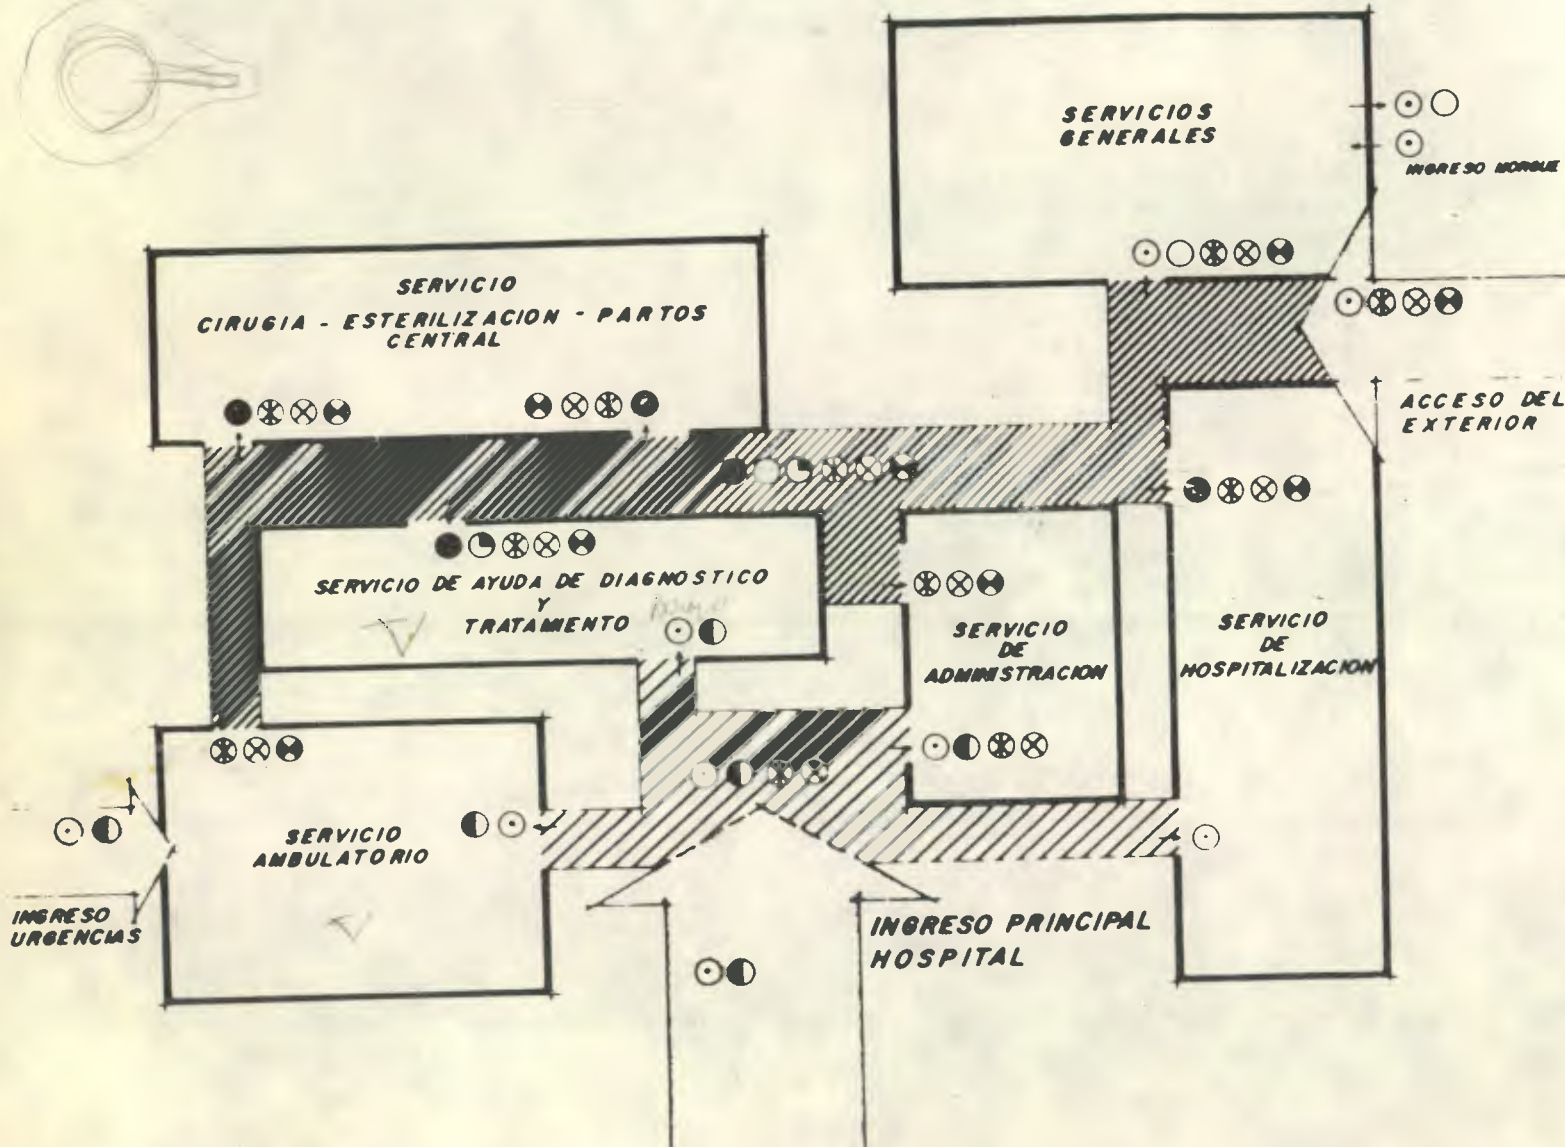 SERVICIOS
GENERALES
INGRESO MORGUE
SERVICIO
CIRUGIA - ESTERILIZACION - PARTOS
CENTRAL
ACCESO DEL
EXTERIOR
SERVICIO DE AYUDA DE DIAGNOSTICO
Y
TRATAMIENTO
SERVICIO
DE
ADMINISTRACION
SERVICIO
DE
HOSPITALIZACION
SERVICIO
AMBULATORIO
INGRESO
URGENCIAS
INGRESO PRINCIPAL
HOSPITAL